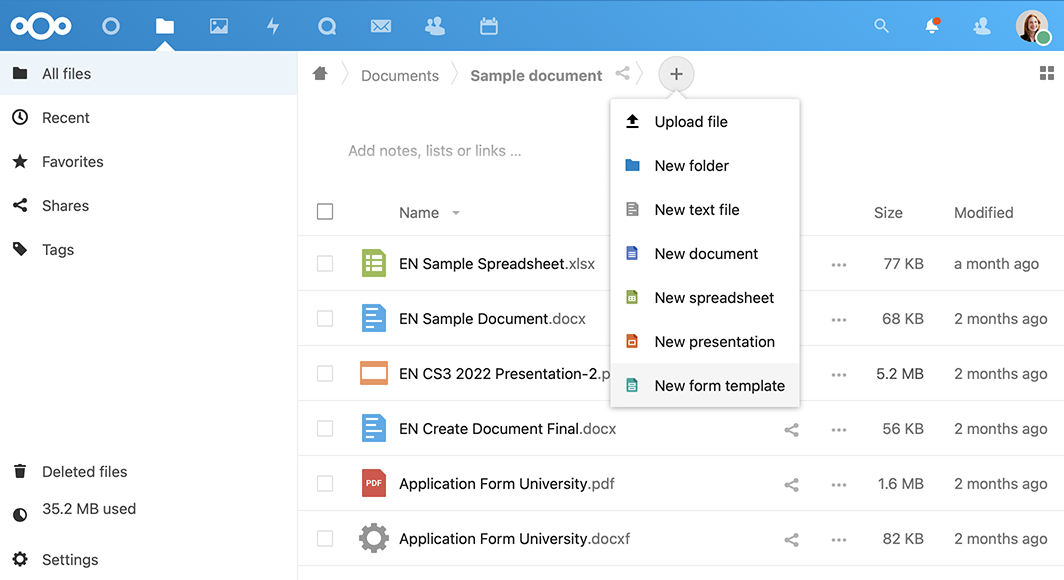 All files
Recent
Favorites
Shares
Tags
Deleted files
35.2 MB used
Settings
Documents
Sample document
Add notes, lists or links ...
Upload file
New folder
New text file
New document
New spreadsheet
New presentation
New form template
Name Size Modified
EN Sample Spreadsheet.xlsx 77 KB a month ago
EN Sample Document.docx 68 KB 2 months ago
EN CS3 2022 Presentation-2.p 5.2 MB 2 months ago
EN Create Document Final.docx 56 KB 2 months ago
PDF Application Form University.pdf 1.6 MB 2 months ago
Application Form University.docxf 82 KB 2 months ago